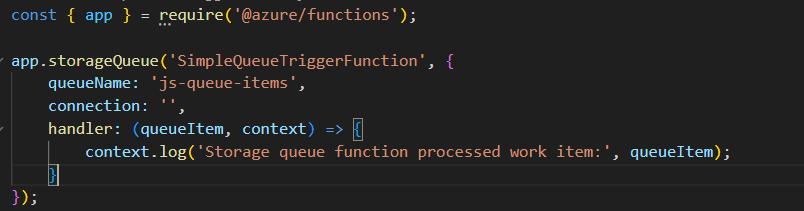 const { app } = require('@azure/functions');
app.storageQueue('SimpleQueueTriggerFunction', {
    queueName: 'js-queue-items',
    connection: '',
    handler: (queueItem, context) => {
        context.log('Storage queue function processed work item:', queueItem);
    }
});